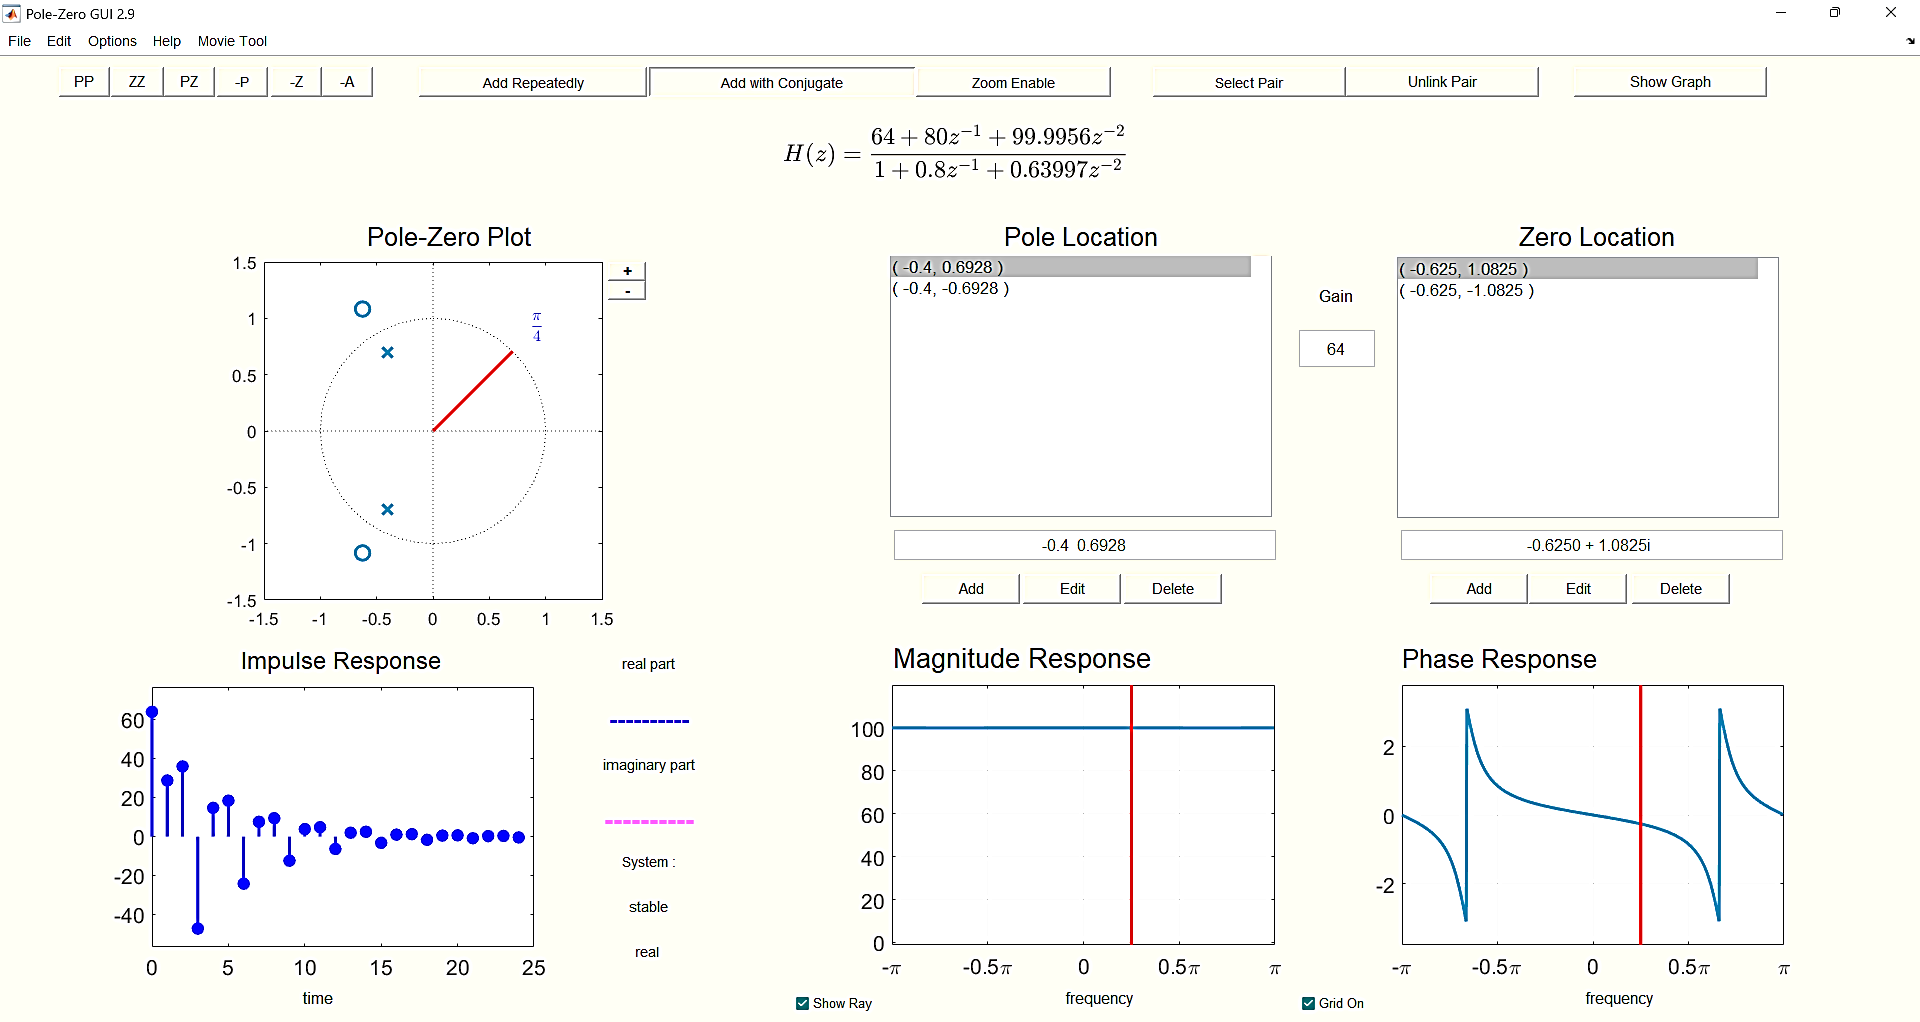 Pole-Zero GUI 2.9
File Edit Options Help Movie Tool
PP ZZ PZ -P -Z -A Add Repeatedly Add with Conjugate Zoom Enable Select Pair Unlink Pair Show Graph
H(z) = \frac{64 + 80z^{-1} + 99.9956z^{-2}}{1 + 0.8z^{-1} + 0.63997z^{-2}}
Pole-Zero Plot
1.5
1
0.5
0
-0.5
-1
-1.5
-1.5 -1 -0.5 0 0.5 1 1.5
π
4
+
-
Pole Location
( -0.4, 0.6928 )
( -0.4, -0.6928 )
-0.4 0.6928
Add Edit Delete
Gain
64
Zero Location
( -0.625, 1.0825 )
( -0.625, -1.0825 )
-0.6250 + 1.0825i
Add Edit Delete
Impulse Response
60
40
20
0
-20
-40
0 5 10 15 20 25
time
real part
imaginary part
System :
stable
real
Magnitude Response
100
80
60
40
20
0
-π -0.5π 0 0.5π π
frequency
Show Ray
Phase Response
2
0
-2
-π -0.5π 0 0.5π π
frequency
Grid On